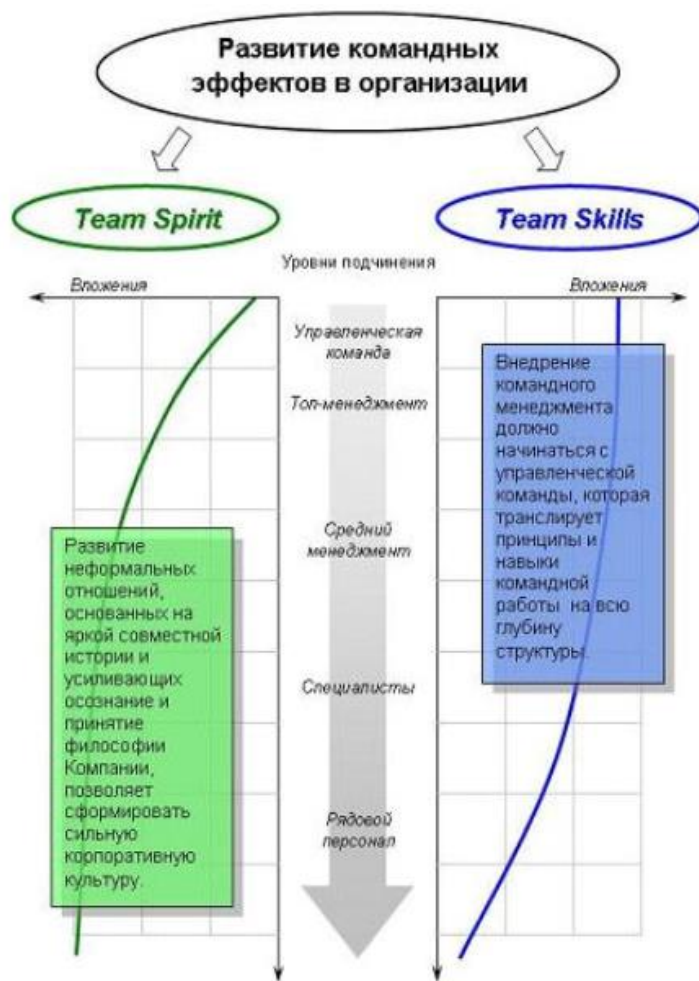 Развитие командных
эффектов в организации
Team Spirit
Team Skills
Уровни подчинения
Вложения
Вложения
Управленческая
команда
Топ-менеджмент
Средний
менеджмент
Специалисты
Рядовой
персонал
Развитие
неформальных
отношений,
основанных на
яркой совместной
истории и
усиливающих
осознание и
принятие
философии
Компании,
позволяет
сформировать
сильную
корпоративную
культуру.
Внедрение
командного
менеджмента
должно
начинаться с
управленческой
команды, которая
транслирует
принципы и
навыки
командной
работы на всю
глубину
структуры.